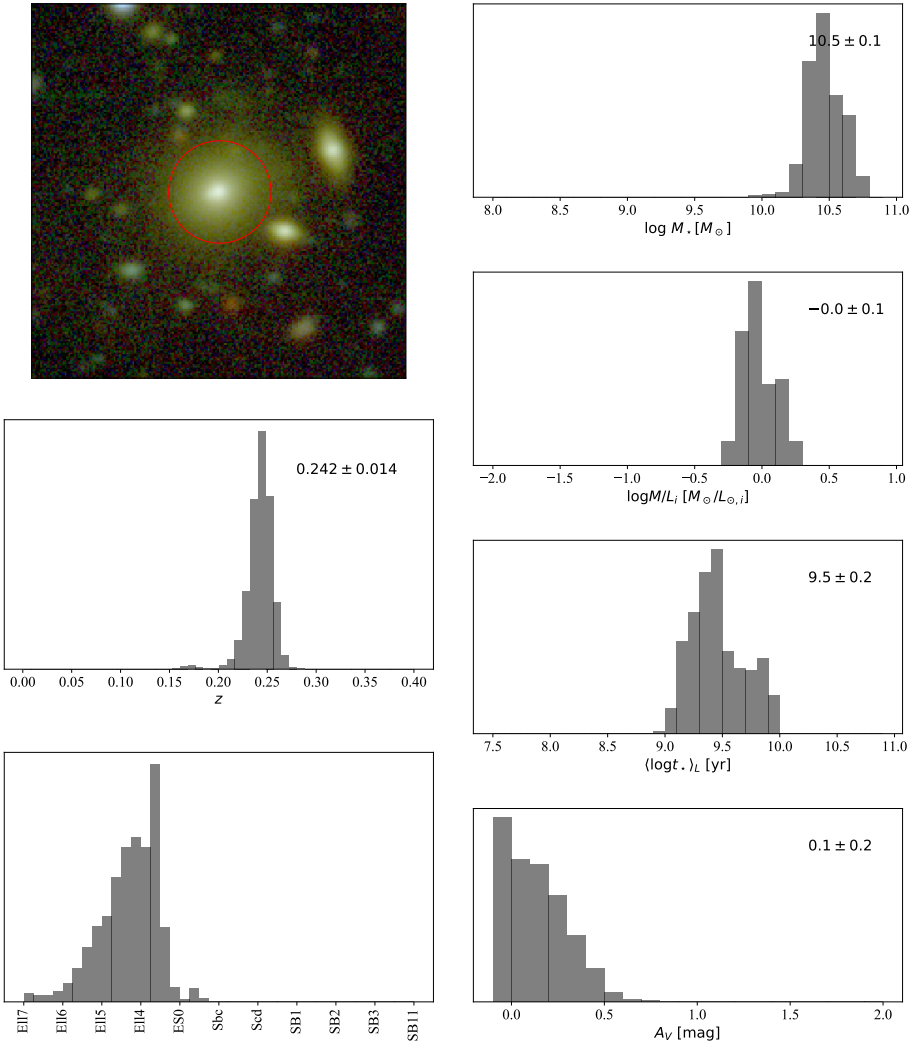 10.5 ± 0.1
8.0 8.5 9.0 9.5 10.0 10.5 11.0
log M⋆ [M⊙]
−0.0 ± 0.1
−2.0 −1.5 −1.0 −0.5 0.0 0.5 1.0
logM/Li [M⊙/L⊙,i]
0.242 ± 0.014
0.00 0.05 0.10 0.15 0.20 0.25 0.30 0.35 0.40
z
9.5 ± 0.2
7.5 8.0 8.5 9.0 9.5 10.0 10.5 11.0
⟨logt⋆⟩L [yr]
Ell7 Ell6 Ell5 Ell4 ES0 Sbc Scd SB1 SB2 SB3 SB11
0.1 ± 0.2
0.0 0.5 1.0 1.5 2.0
AV [mag]